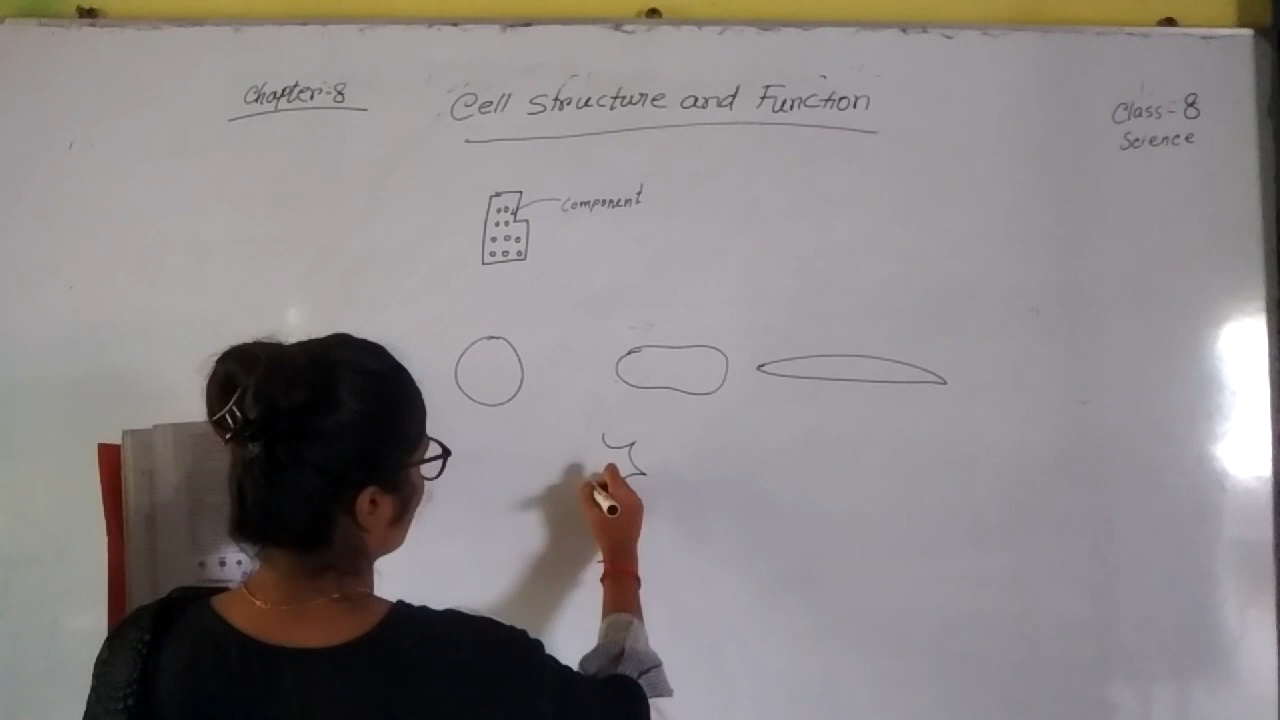 Chapter:-8
Cell Structure and Function
Class-8
Science
Component